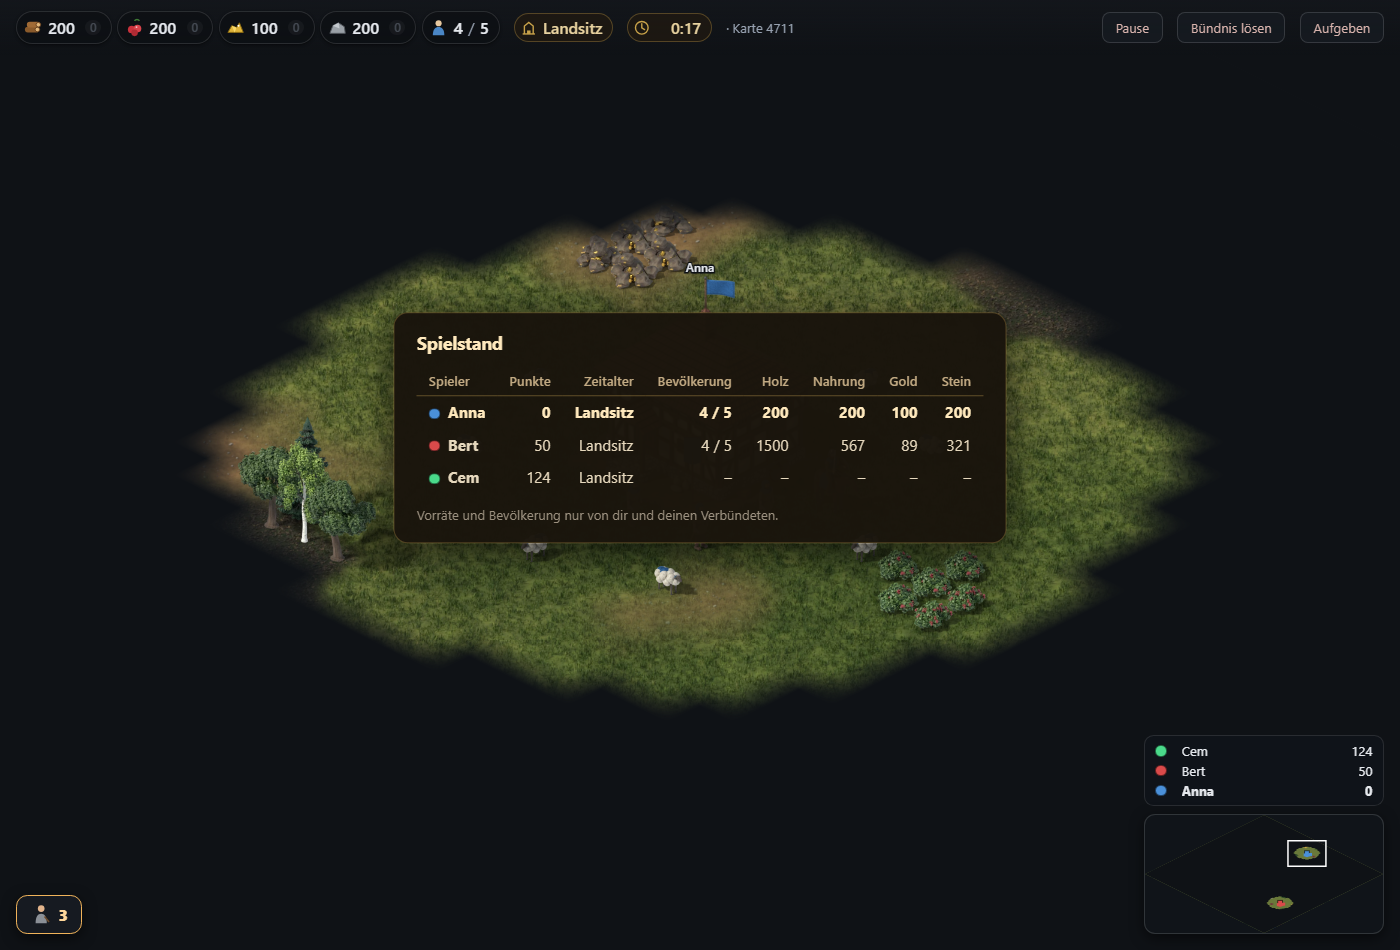 200 0 200 0 100 0 200 0 4 / 5 Landsitz 0:17 · Karte 4711 Pause Bündnis lösen Aufgeben
Anna
Spielstand
Spieler Punkte Zeitalter Bevölkerung Holz Nahrung Gold Stein
Anna 0 Landsitz 4 / 5 200 200 100 200
Bert 50 Landsitz 4 / 5 1500 567 89 321
Cem 124 Landsitz – – – – –
Vorräte und Bevölkerung nur von dir und deinen Verbündeten.
Cem 124
Bert 50
Anna 0
3